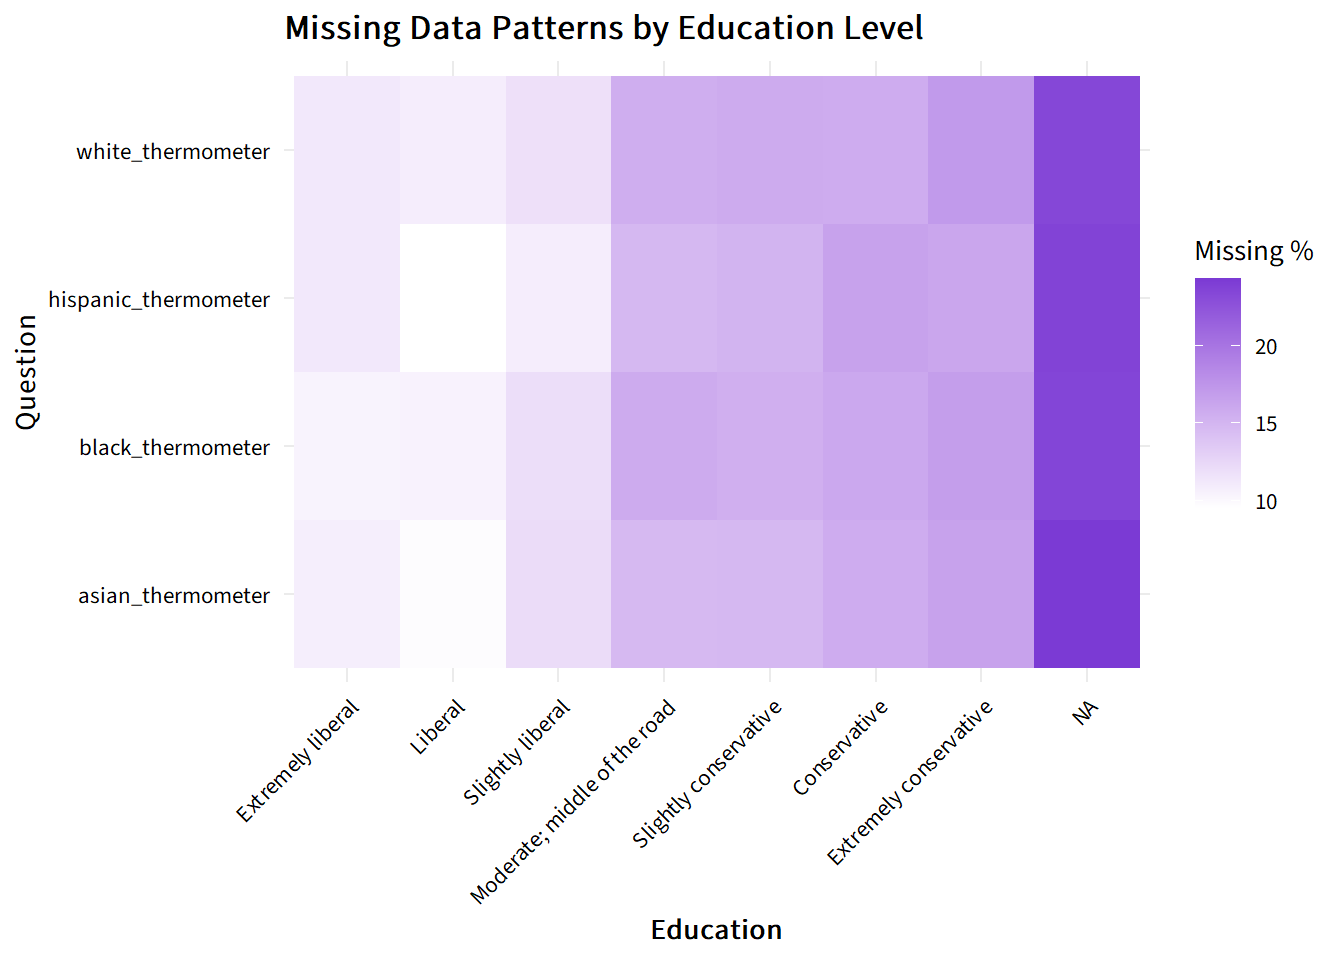 Missing Data Patterns by Education Level
Question
white_thermometer
hispanic_thermometer
black_thermometer
asian_thermometer
Extremely liberal
Liberal
Slightly liberal
Moderate; middle of the road
Slightly conservative
Conservative
Extremely conservative
NA
Education
Missing %
20
15
10